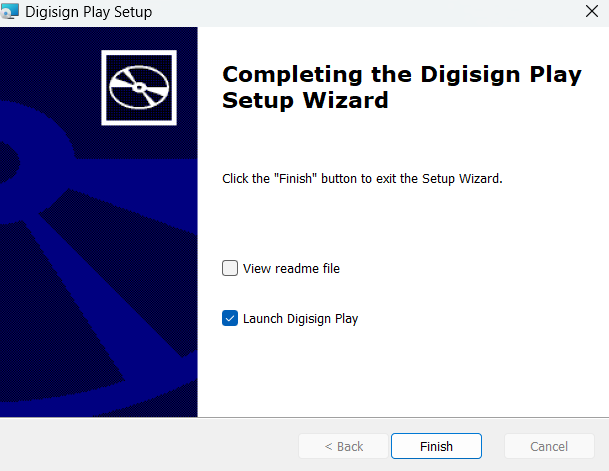 Digisign Play Setup
Completing the Digisign Play
Setup Wizard
Click the "Finish" button to exit the Setup Wizard.
View readme file
Launch Digisign Play
< Back
Finish
Cancel